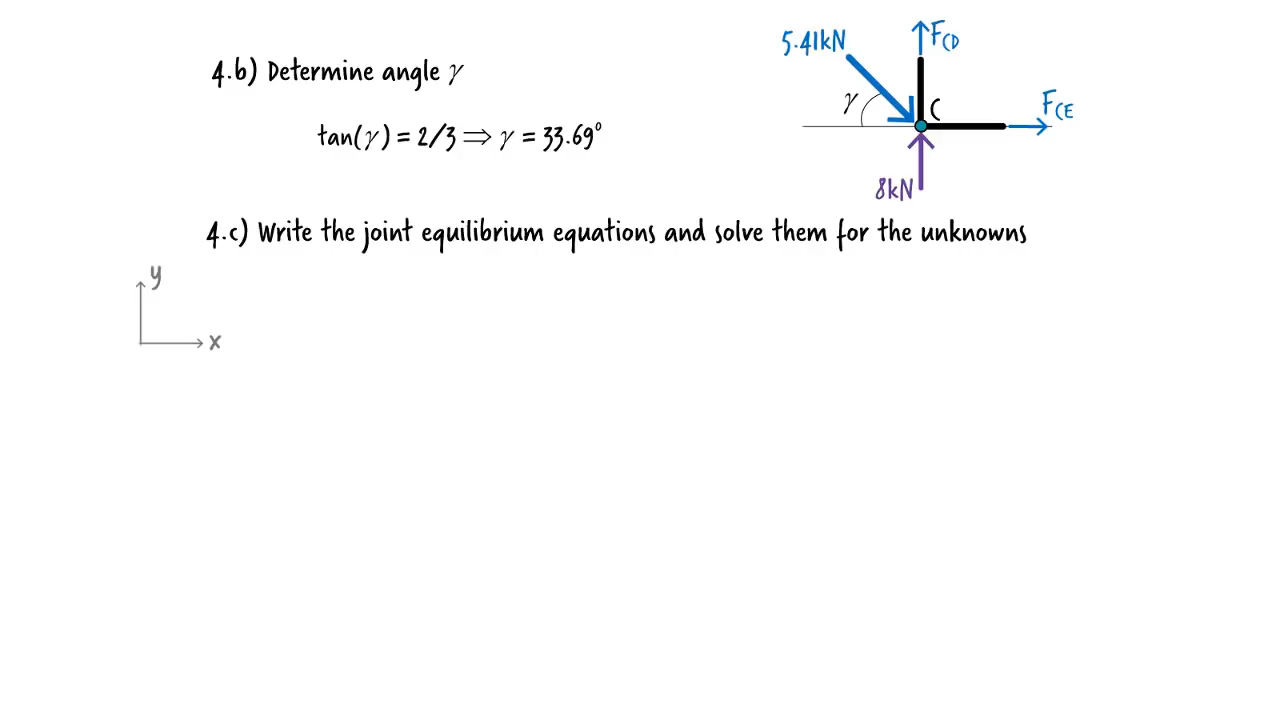 5.41kN
F_CD
4.b) Determine angle γ
γ
C
F_CE
tan(γ) = 2/3 ⟹ γ = 33.69°
8kN
4.c) Write the joint equilibrium equations and solve them for the unknowns
y
x